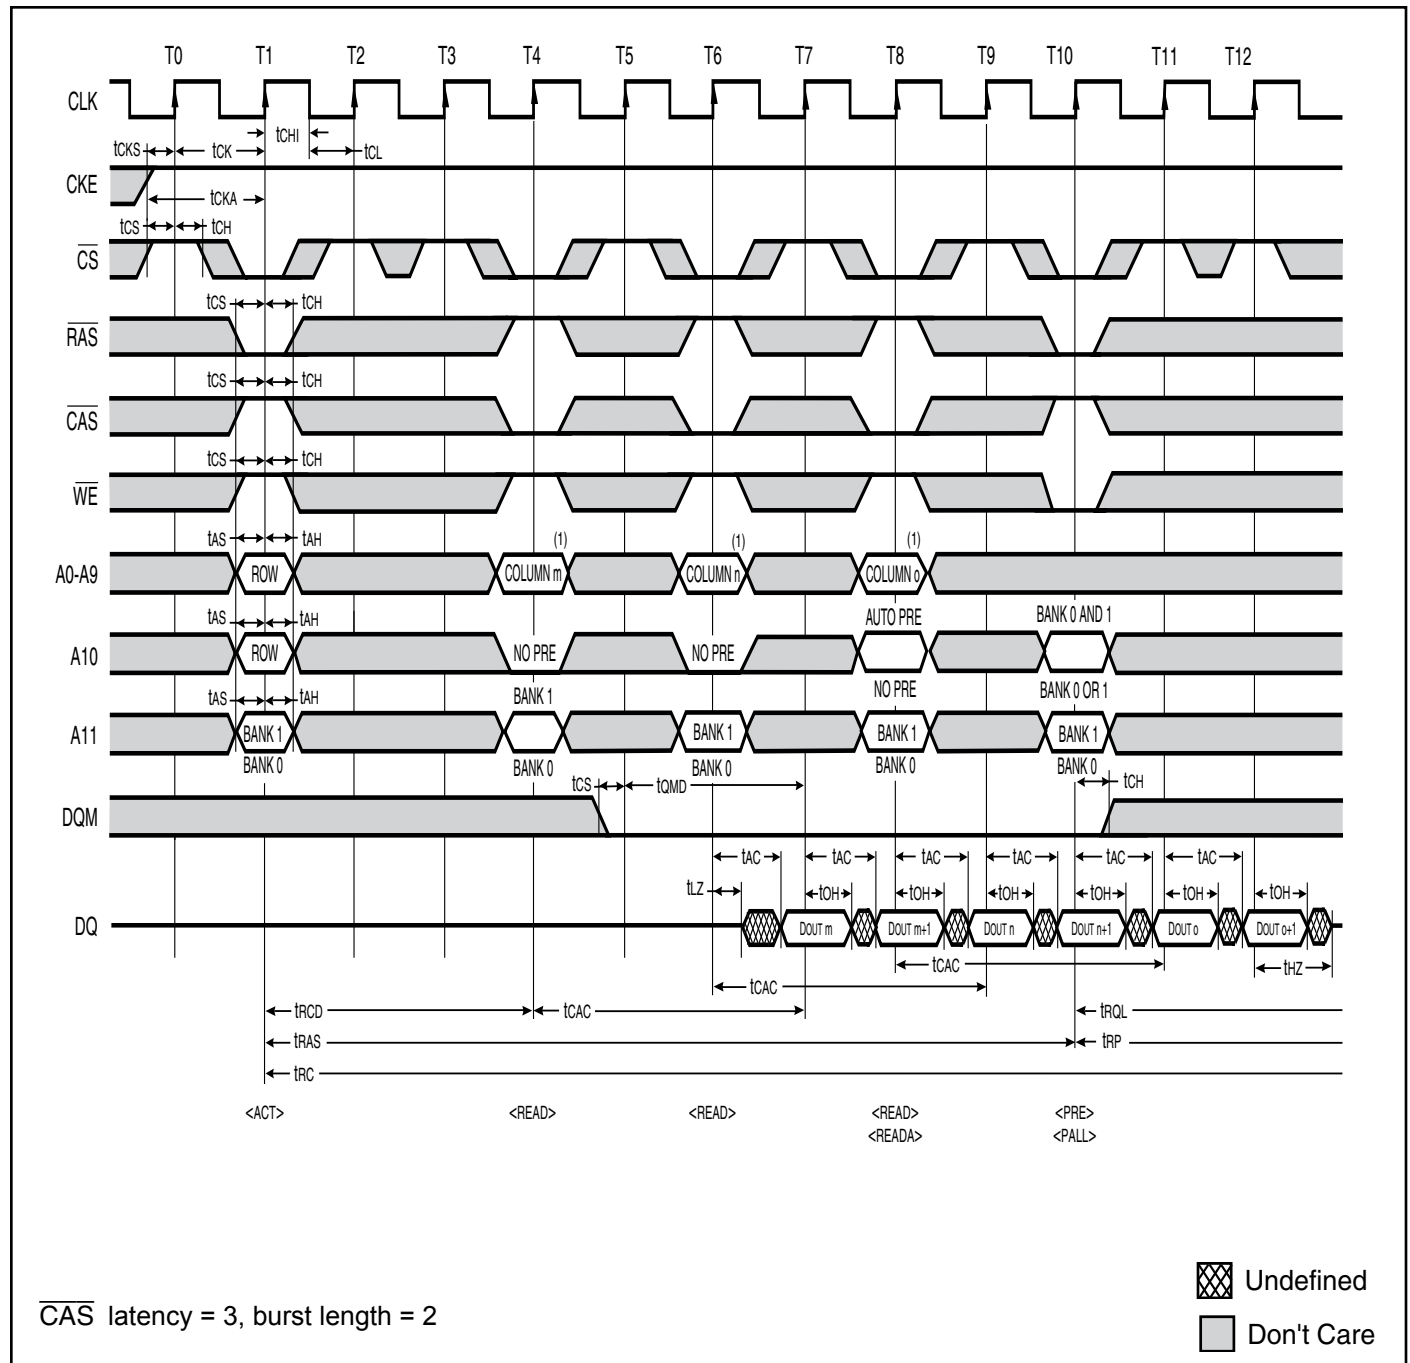 T0 T1 T2 T3 T4 T5 T6 T7 T8 T9 T10 T11 T12
CLK
tCHI
tCKS tCK tCL
CKE
tCKA
tCS tCH
CS
tCS tCH
RAS
tCS tCH
CAS
tCS tCH
WE
tAS tAH (1) (1) (1)
A0-A9 ROW COLUMN m COLUMN n COLUMN o
tAS tAH AUTO PRE BANK 0 AND 1
A10 ROW NO PRE NO PRE
tAS tAH BANK 1 NO PRE BANK 0 OR 1
A11 BANK 1 BANK 1 BANK 1 BANK 1
BANK 0 BANK 0 BANK 0 BANK 0 BANK 0
tCS tQMD tCH
DQM
tAC tAC tAC tAC tAC tAC
tLZ tOH tOH tOH tOH tOH tOH
DQ DOUT m DOUT m+1 DOUT n DOUT n+1 DOUT o DOUT o+1
tCAC tHZ
tCAC
tRCD tCAC tRQL
tRAS tRP
tRC
<ACT> <READ> <READ> <READ> <PRE>
<READA> <PALL>
Undefined
CAS latency = 3, burst length = 2
Don't Care